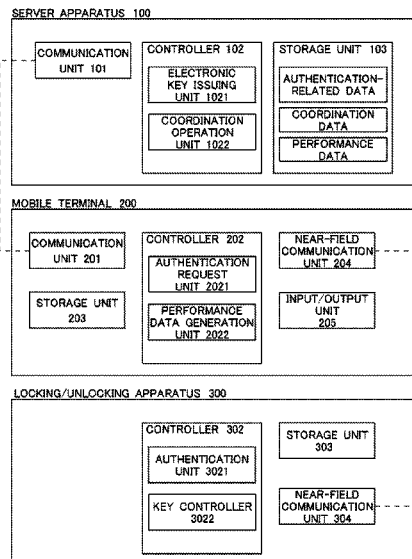 SERVER APPARATUS 100
COMMUNICATION
UNIT 101
CONTROLLER 102
ELECTRONIC
KEY ISSUING
UNIT 1021
COORDINATION
OPERATION
UNIT 1022
STORAGE UNIT 103
AUTHENTICATION-
RELATED DATA
COORDINATION
DATA
PERFORMANCE
DATA
MOBILE TERMINAL 200
COMMUNICATION
UNIT 201
STORAGE UNIT
203
CONTROLLER 202
AUTHENTICATION
REQUEST
UNIT 2021
PERFORMANCE
DATA GENERATION
UNIT 2022
NEAR-FIELD
COMMUNICATION
UNIT 204
INPUT/OUTPUT
UNIT
205
LOCKING/UNLOCKING APPARATUS 300
CONTROLLER 302
AUTHENTICATION
UNIT 3021
KEY CONTROLLER
3022
STORAGE UNIT
303
NEAR-FIELD
COMMUNICATION
UNIT 304